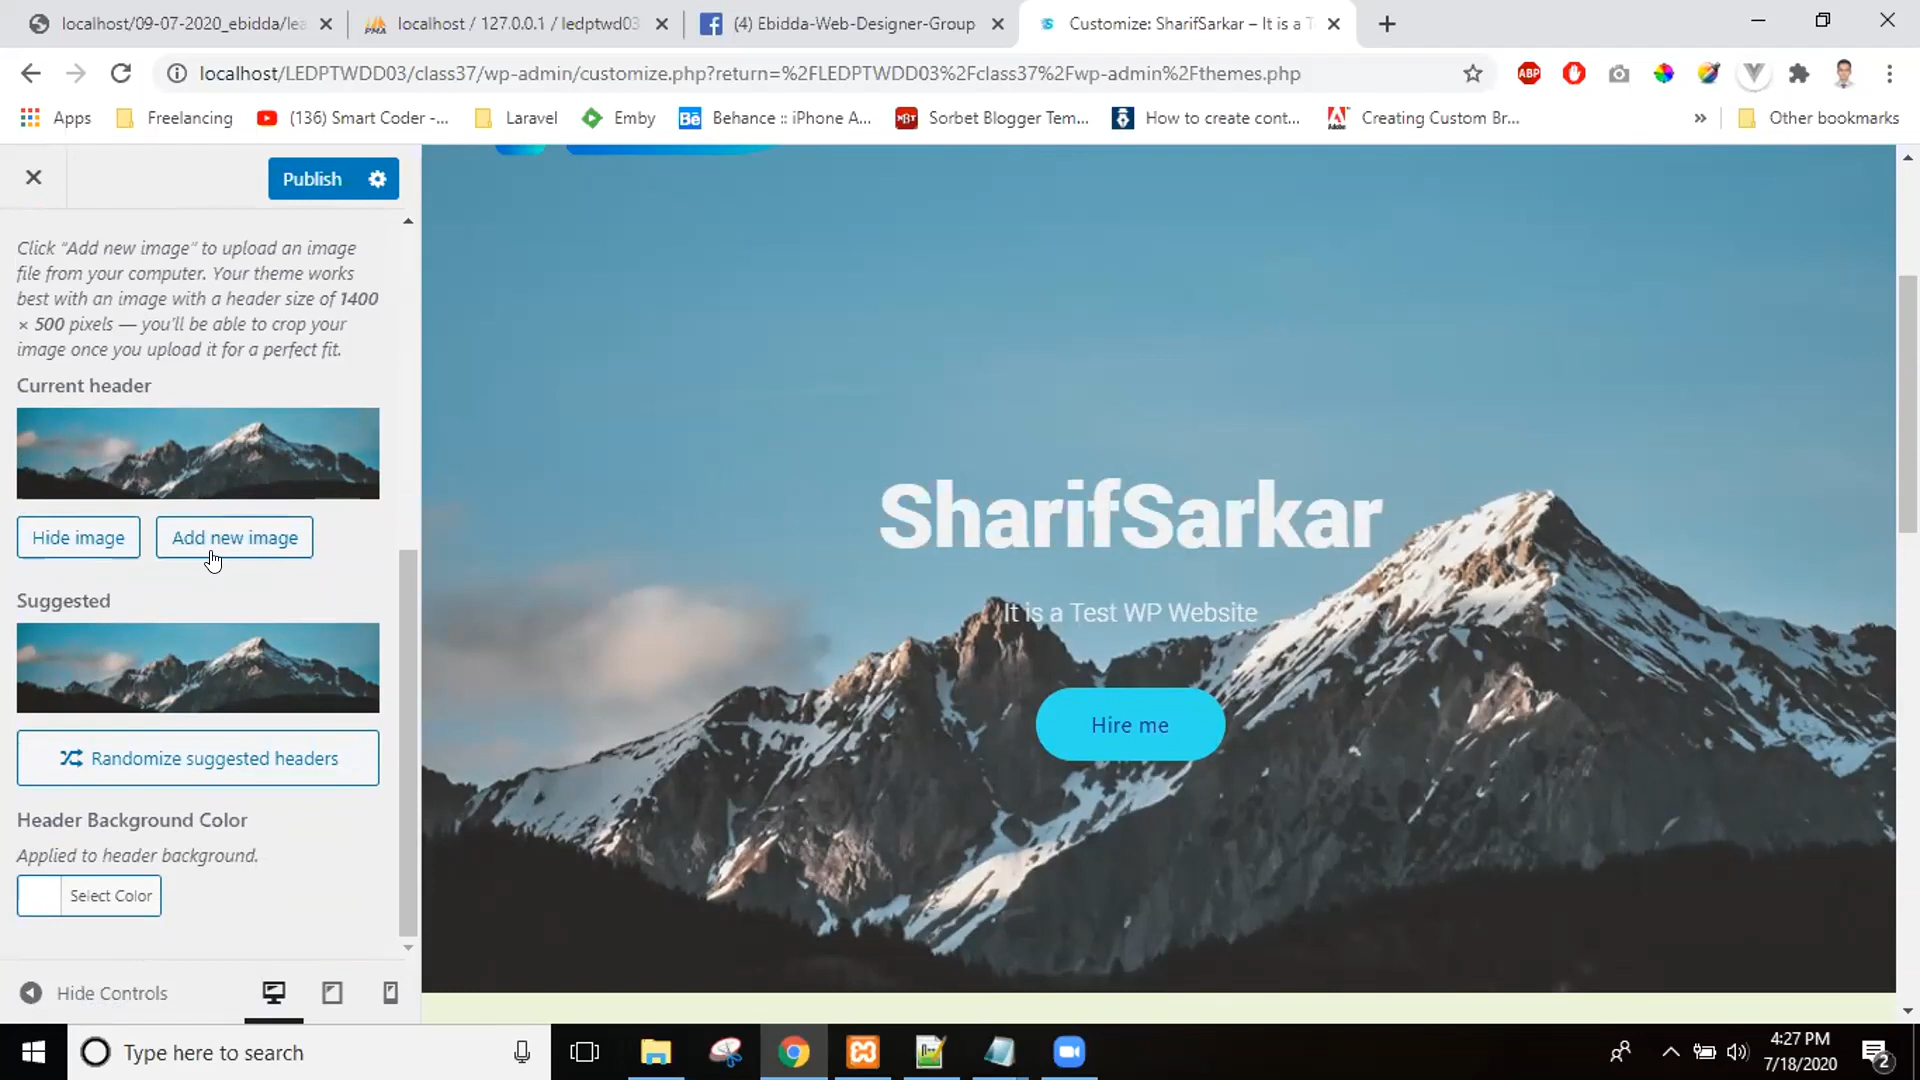 localhost/09-07-2020_ebidda/lea
localhost / 127.0.0.1 / ledptwd03
(4) Ebidda-Web-Designer-Group
Customize: SharifSarkar – It is a T
localhost/LEDPTWDD03/class37/wp-admin/customize.php?return=%2FLEDPTWDD03%2Fclass37%2Fwp-admin%2Fthemes.php
ABP
Apps
Freelancing
(136) Smart Coder -...
Laravel
Emby
Behance :: iPhone A...
Sorbet Blogger Tem...
How to create cont...
Creating Custom Br...
Other bookmarks
Publish
Click “Add new image” to upload an image
file from your computer. Your theme works
best with an image with a header size of 1400
× 500 pixels — you’ll be able to crop your
image once you upload it for a perfect fit.
Current header
Hide image
Add new image
Suggested
Randomize suggested headers
Header Background Color
Applied to header background.
Select Color
Hide Controls
SharifSarkar
It is a Test WP Website
Hire me
Type here to search
4:27 PM
7/18/2020
2